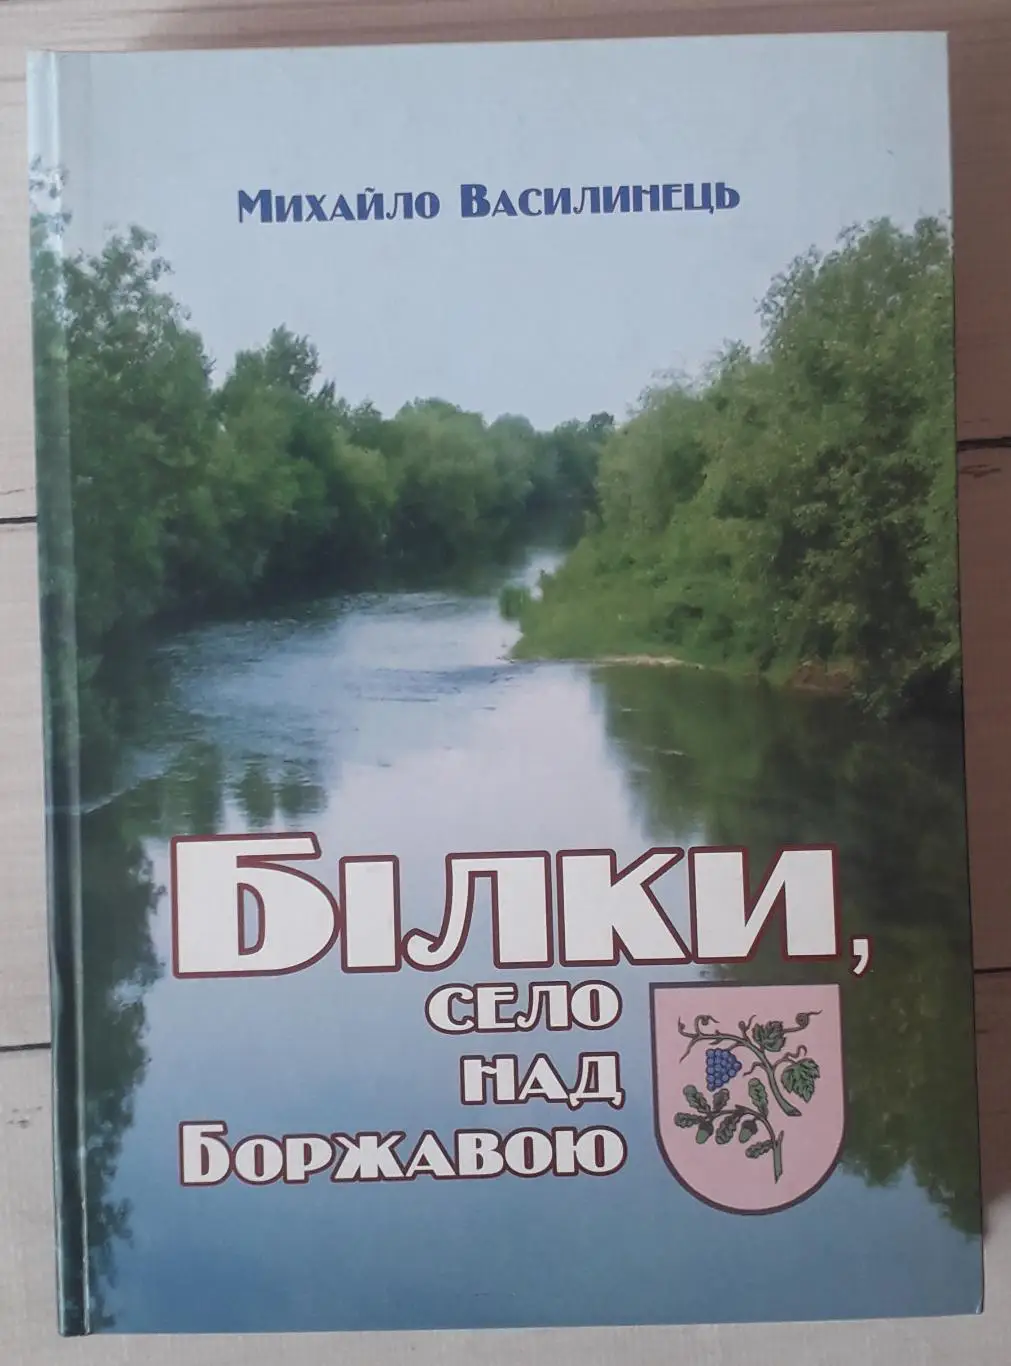 Михайло Василинець
Білки,
село
над
Боржавою